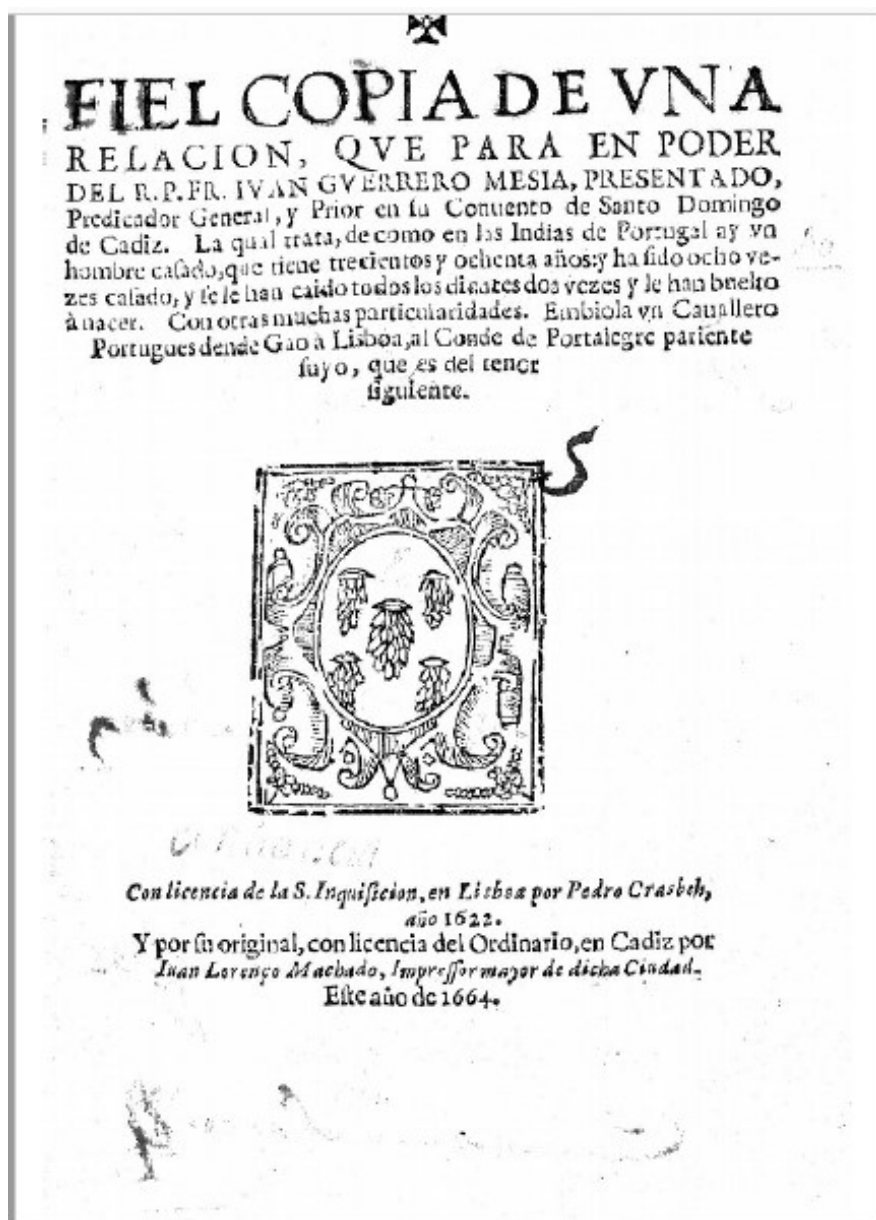 FIEL COPIA DE VNA
RELACION, QVE PARA EN PODER
DEL R.P.FR. IVAN GVERRERO MESIA, PRESENTADO,
Predicador General, y Prior en su Conuento de Santo Domingo
de Cadiz. La qual trata, de como en las Indias de Portugal ay vn
hombre casado, que tiene trecientos y ochenta años: y ha sido ocho ve-
zes casado, y se le han caido todos los dientes dos vezes y le han buelto
à nacer. Con otras muchas particularidades. Embiola vn Cauallero
Portugues dende Gao à Lisboa, al Conde de Portalegre pariente
suyo, que es del tenor
siguiente.
S
Con licencia de la S. Inquisicion, en Lisboa por Pedro Crasbeh,
año 1622.
Y por su original, con licencia del Ordinario, en Cadiz por
Iuan Lorenço Machado, Impressor mayor de dicha Ciudad.
Este año de 1664.